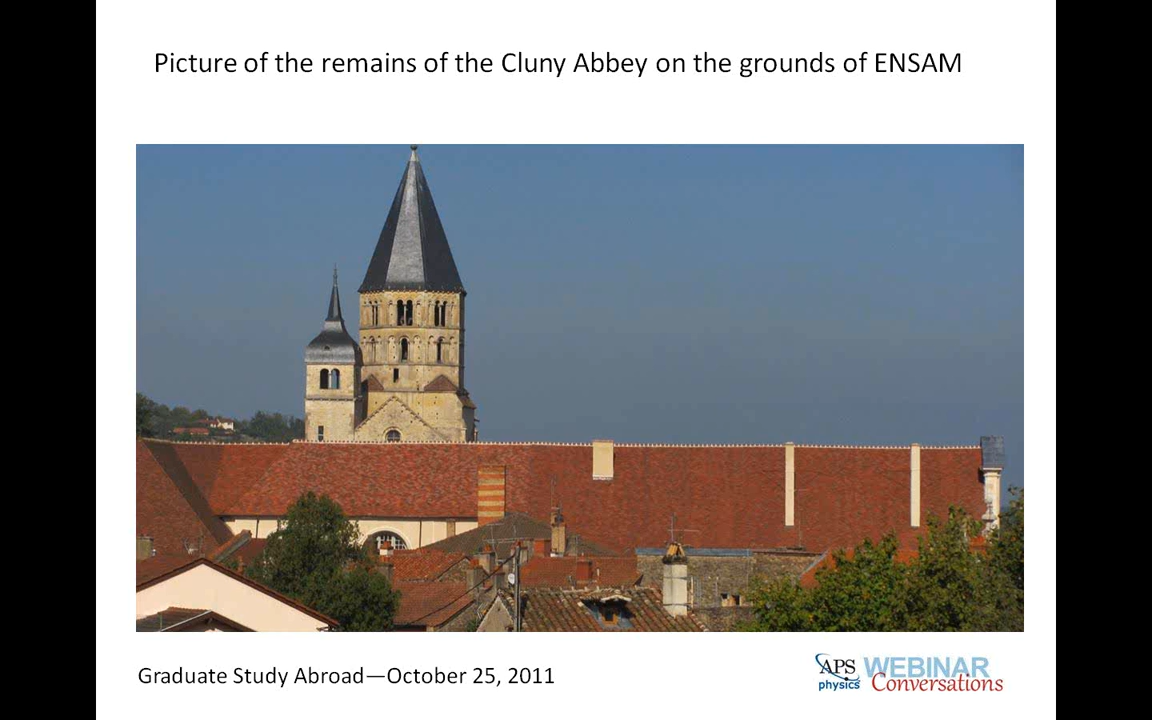 Picture of the remains of the Cluny Abbey on the grounds of ENSAM
Graduate Study Abroad—October 25, 2011
APS
physics
WEBINAR
Conversations